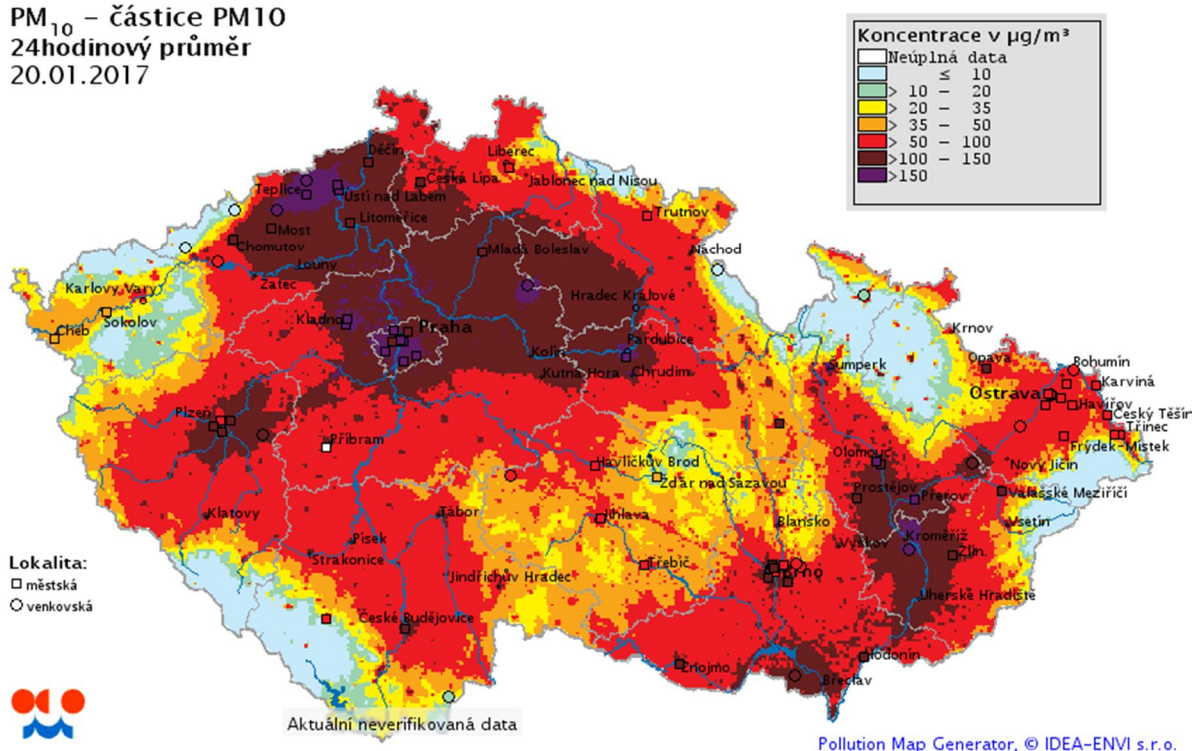 PM10 – částice PM10
24hodinový průměr
20.01.2017
Koncentrace v µg/m³
Neúplná data
≤ 10
> 10 – 20
> 20 – 35
> 35 – 50
> 50 – 100
>100 – 150
>150
Děčín
Liberec
Teplice
Česká Lípa
Jablonec nad Nisou
Ústí nad Labem
Most
Litoměřice
Trutnov
Chomutov
Mladá Boleslav
Náchod
Louny
Žatec
Karlovy Vary
Hradec Králové
Sokolov
Kladno
Praha
Cheb
Pardubice
Krnov
Kolín
Kutná Hora
Chrudim
Šumperk
Opava
Bohumín
Karviná
Ostrava
Havířov
Český Těšín
Třinec
Plzeň
Příbram
Frýdek-Místek
Olomouc
Havlíčkův Brod
Nový Jičín
Žďár nad Sázavou
Prostějov
Přerov
Valašské Meziříčí
Klatovy
Tábor
Jihlava
Blansko
Vsetín
Písek
Vyškov
Kroměříž
Strakonice
Zlín
Lokalita:
městská
venkovská
Jindřichův Hradec
Třebíč
Brno
Uherské Hradiště
České Budějovice
Znojmo
Hodonín
Břeclav
Aktuální neverifikovaná data
Pollution Map Generator, © IDEA-ENVI s.r.o.